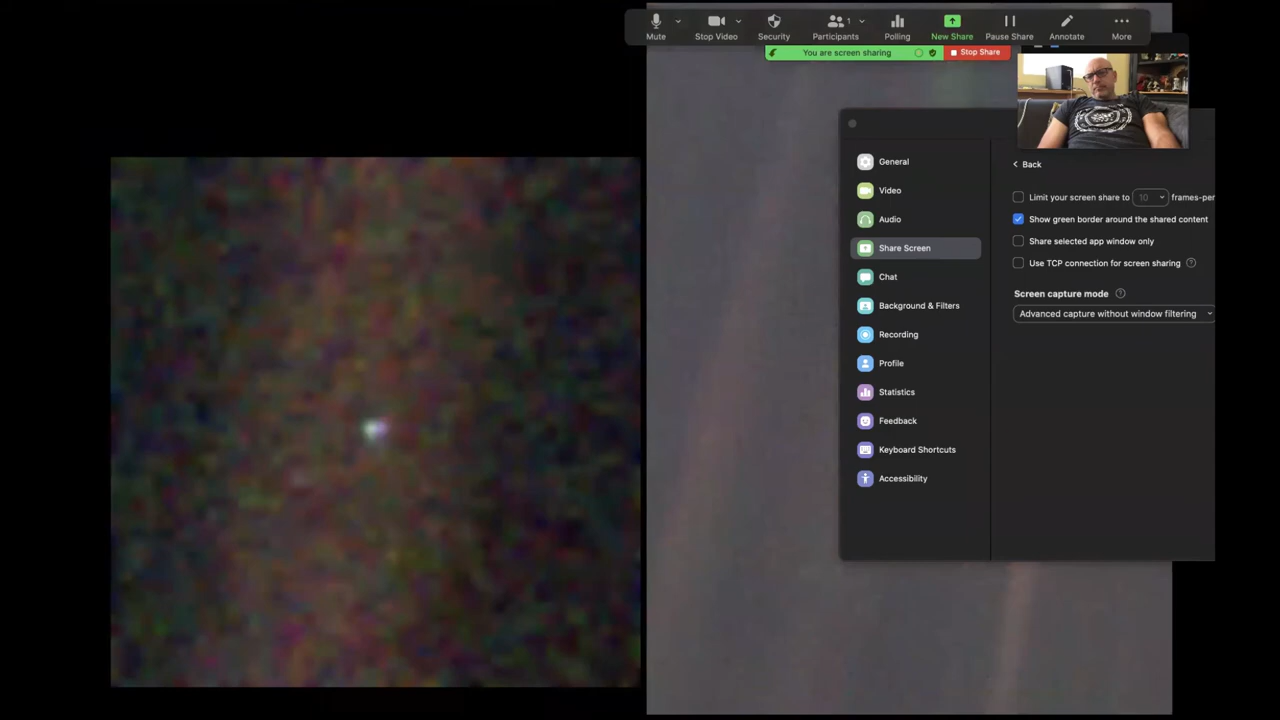 Mute
Stop Video
Security
Participants
1
Polling
New Share
Pause Share
Annotate
More
You are screen sharing
Stop Share
General
Video
Audio
Share Screen
Chat
Background & Filters
Recording
Profile
Statistics
Feedback
Keyboard Shortcuts
Accessibility
Back
Limit your screen share to 10 frames-per
Show green border around the shared content
Share selected app window only
Use TCP connection for screen sharing ?
Screen capture mode ?
Advanced capture without window filtering